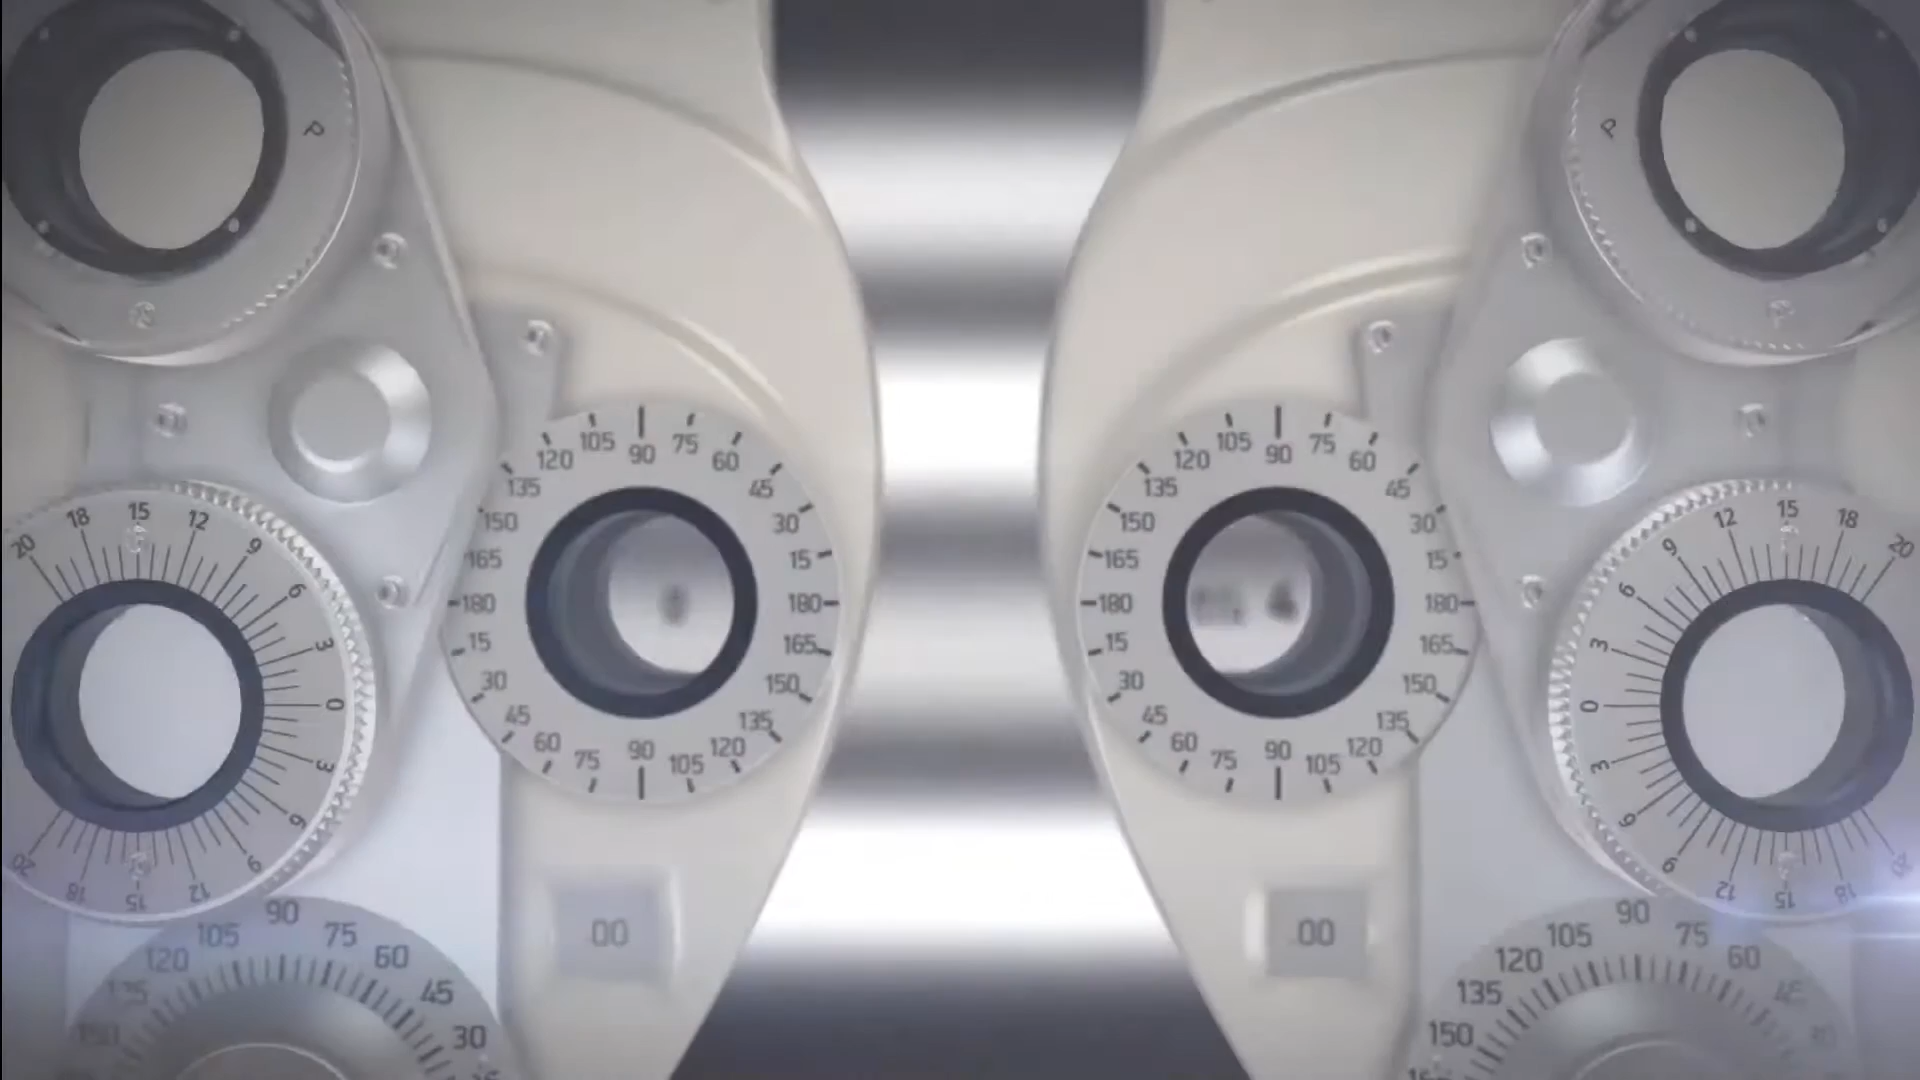 P
P
20 18 15 12 9 6 3 0 3 6 9 12 15 18 20
135 120 105 90 75 60 45 30 15 180 165 150 135 120 105 90 75 60 45 30 15 180 165 150
135 120 105 90 75 60 45 30 15 180 165 150 135 120 105 90 75 60 45 30 15 180 165 150
20 18 15 12 9 6 3 0 3 6 9 12 15 18
00
00
120 105 90 75 60 45 30
150 135 120 105 90 75 60